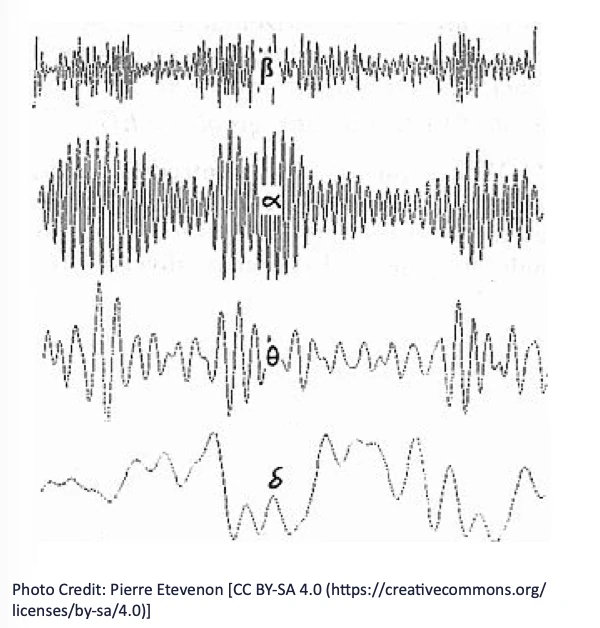 β
α
θ
δ
Photo Credit: Pierre Etevenon [CC BY-SA 4.0 (https://creativecommons.org/
licenses/by-sa/4.0)]